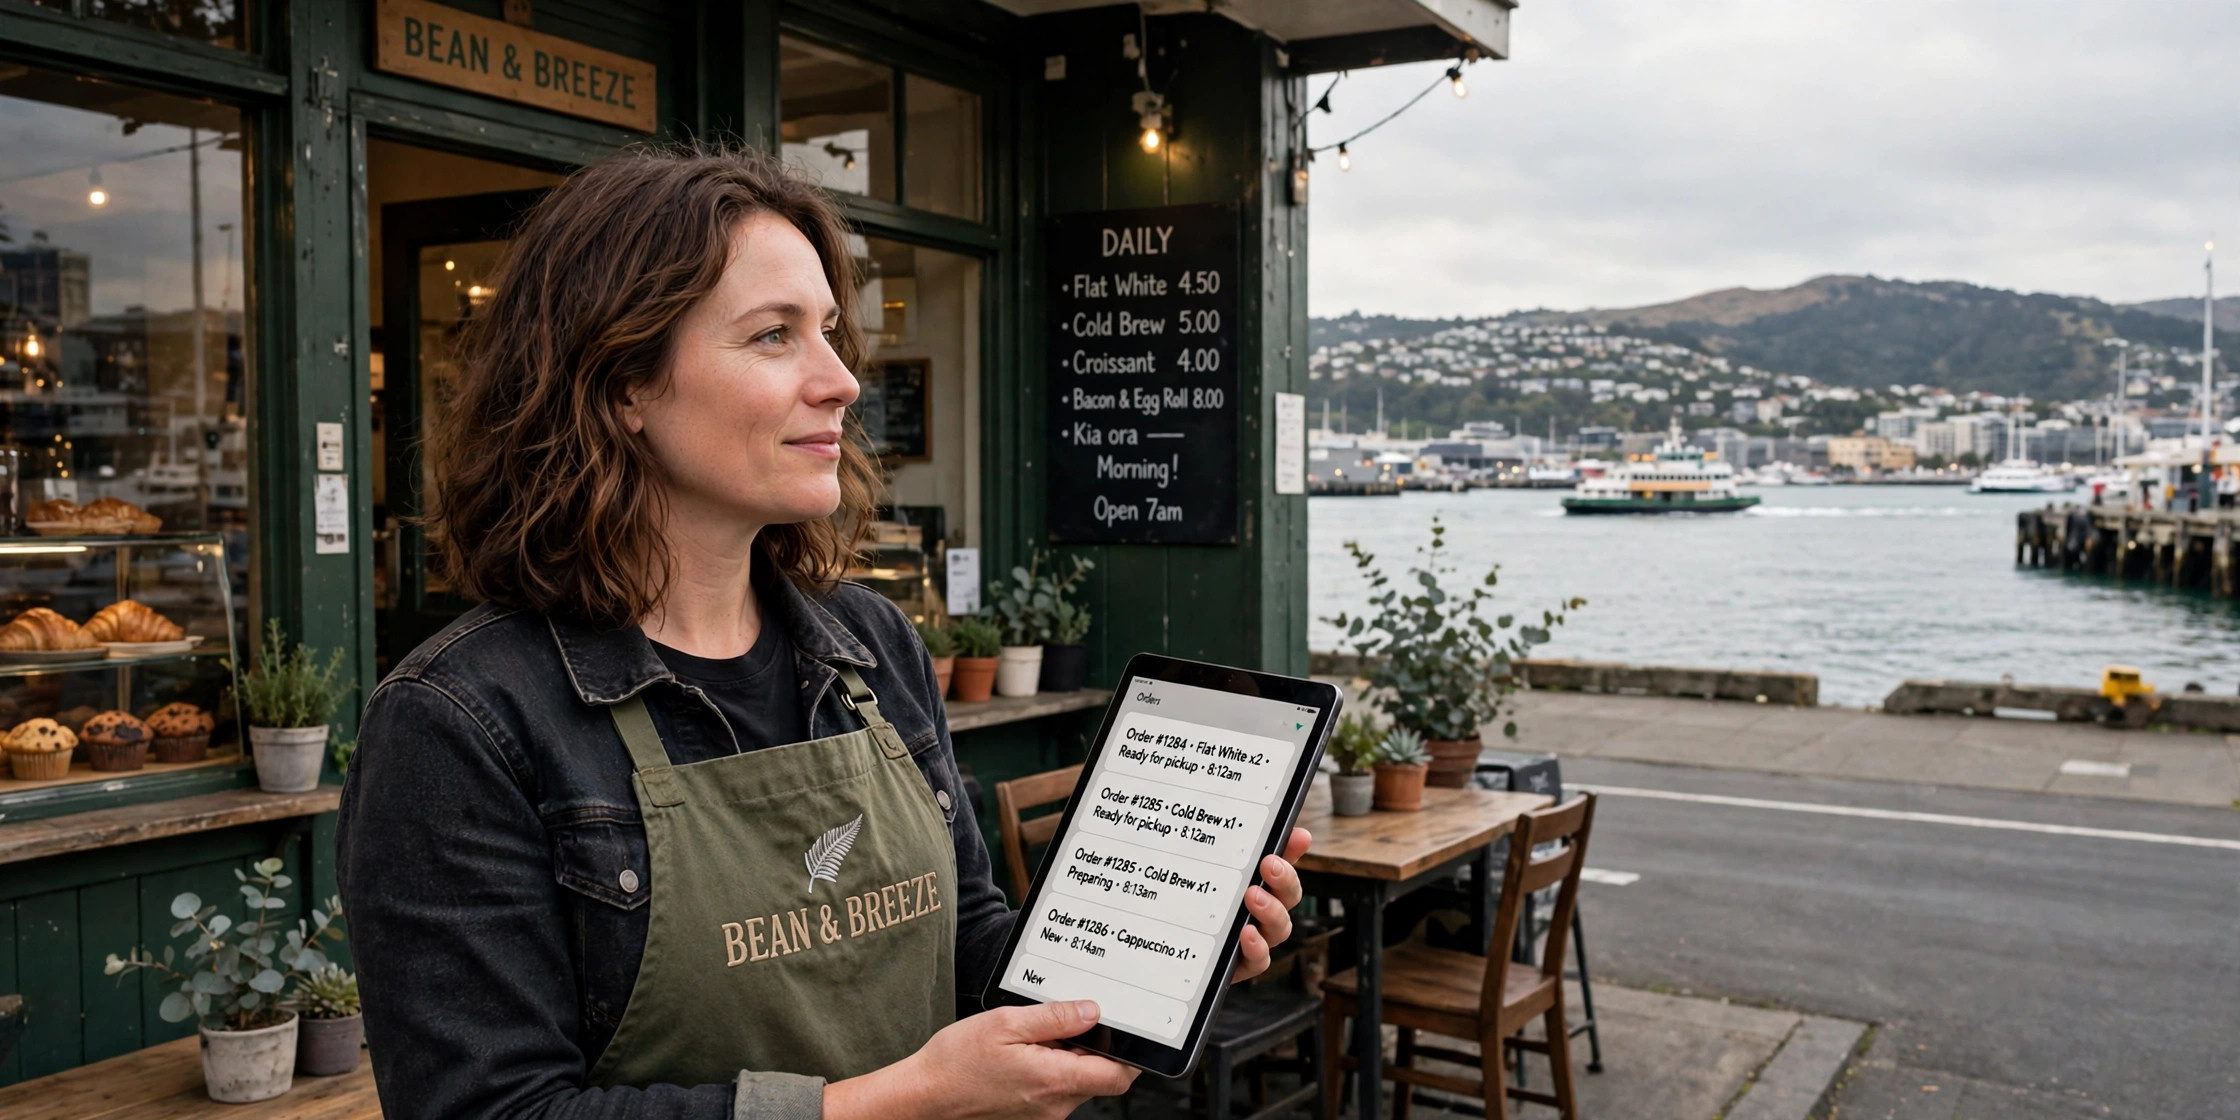 BEAN & BREEZE
DAILY
• Flat White 4.50
• Cold Brew 5.00
• Croissant 4.00
• Bacon & Egg Roll 8.00
• Kia ora —
Morning!
Open 7am
BEAN & BREEZE
Orders
Order #1284 • Flat White x2 •
Ready for pickup • 8:12am
Order #1285 • Cold Brew x1 •
Ready for pickup • 8:12am
Order #1285 • Cold Brew x1 •
Preparing • 8:13am
Order #1286 • Cappuccino x1 •
New • 8:14am
New